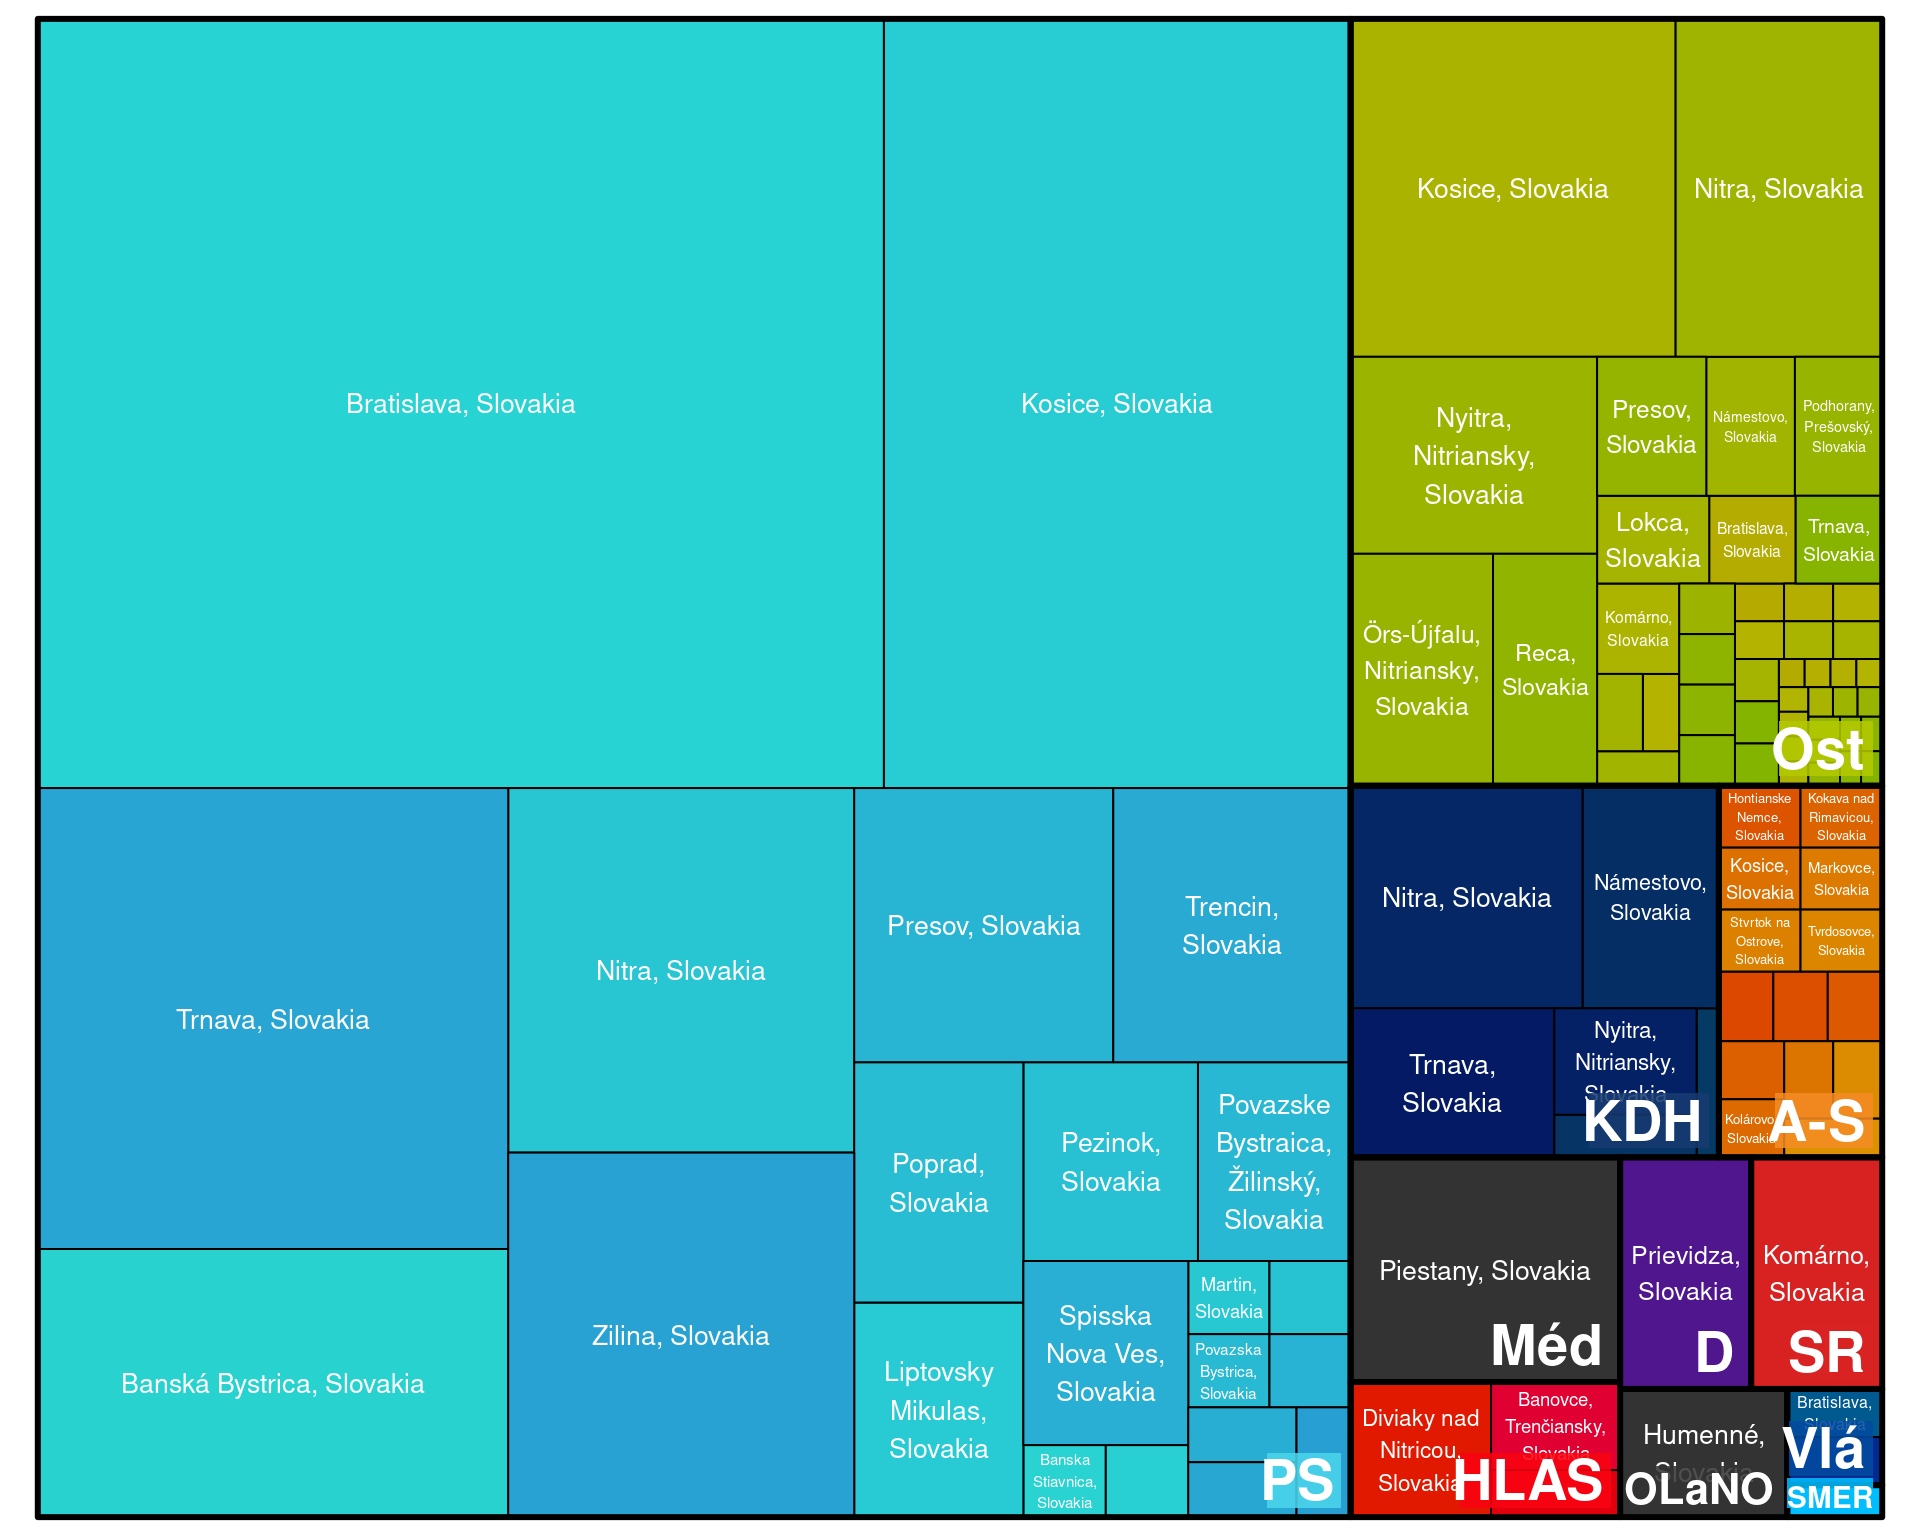 Bratislava, Slovakia
Kosice, Slovakia
Trnava, Slovakia
Banská Bystrica, Slovakia
Nitra, Slovakia
Zilina, Slovakia
Presov, Slovakia
Trencin,
Slovakia
Poprad,
Slovakia
Pezinok,
Slovakia
Povazske
Bystraica,
Žilinský,
Slovakia
Liptovsky
Mikulas,
Slovakia
Spisska
Nova Ves,
Slovakia
Martin,
Slovakia
Povazska
Bystrica,
Slovakia
Banska
Stiavnica,
Slovakia
PS
Kosice, Slovakia
Nitra, Slovakia
Nyitra,
Nitriansky,
Slovakia
Presov,
Slovakia
Námestovo,
Slovakia
Podhorany,
Prešovský,
Slovakia
Lokca,
Slovakia
Bratislava,
Slovakia
Trnava,
Slovakia
Örs-Újfalu,
Nitriansky,
Slovakia
Reca,
Slovakia
Komárno,
Slovakia
Ost
Nitra, Slovakia
Námestovo,
Slovakia
Trnava,
Slovakia
Nyitra,
Nitriansky,
Slovakia
KDH
Hontianske
Nemce,
Slovakia
Kokava nad
Rimavicou,
Slovakia
Kosice,
Slovakia
Markovce,
Slovakia
Stvrtok na
Ostrove,
Slovakia
Tvrdosovce,
Slovakia
Kolárovo,
Slovakia
A-S
Piestany, Slovakia
Méd
Prievidza,
Slovakia
D
Komárno,
Slovakia
SR
Diviaky nad
Nitricou,
Slovakia
Banovce,
Trenčiansky,
Slovakia
HLAS
Humenné,
Slovakia
OLaNO
Bratislava,
Slovakia
Vlá
SMER